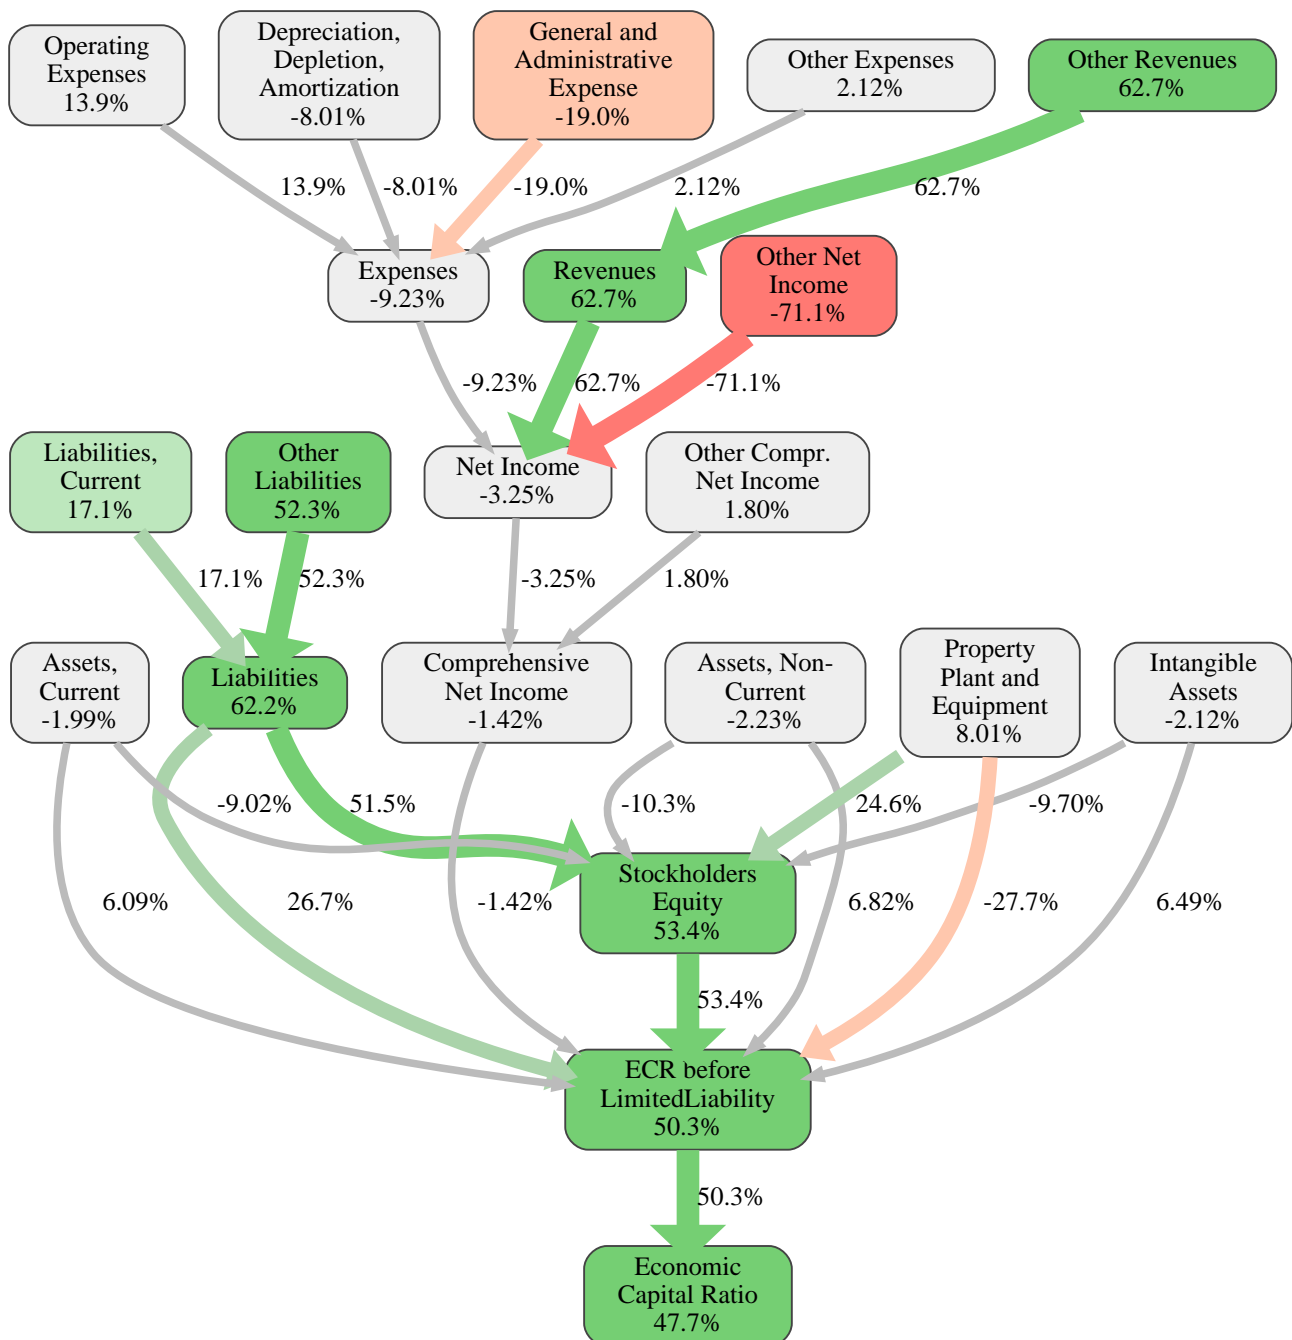 Operating
Expenses
13.9%
Depreciation,
Depletion,
Amortization
-8.01%
General and
Administrative
Expense
-19.0%
Other Expenses
2.12%
Other Revenues
62.7%
13.9%
-8.01%
-19.0%
2.12%
62.7%
Expenses
-9.23%
Revenues
62.7%
Other Net
Income
-71.1%
-9.23%
62.7%
-71.1%
Liabilities,
Current
17.1%
Other
Liabilities
52.3%
Net Income
-3.25%
Other Compr.
Net Income
1.80%
17.1%
52.3%
-3.25%
1.80%
Assets,
Current
-1.99%
Liabilities
62.2%
Comprehensive
Net Income
-1.42%
Assets, Non-
Current
-2.23%
Property
Plant and
Equipment
8.01%
Intangible
Assets
-2.12%
-9.02%
51.5%
-10.3%
24.6%
-9.70%
Stockholders
Equity
53.4%
6.09%
26.7%
-1.42%
6.82%
-27.7%
6.49%
53.4%
ECR before
LimitedLiability
50.3%
50.3%
Economic
Capital Ratio
47.7%